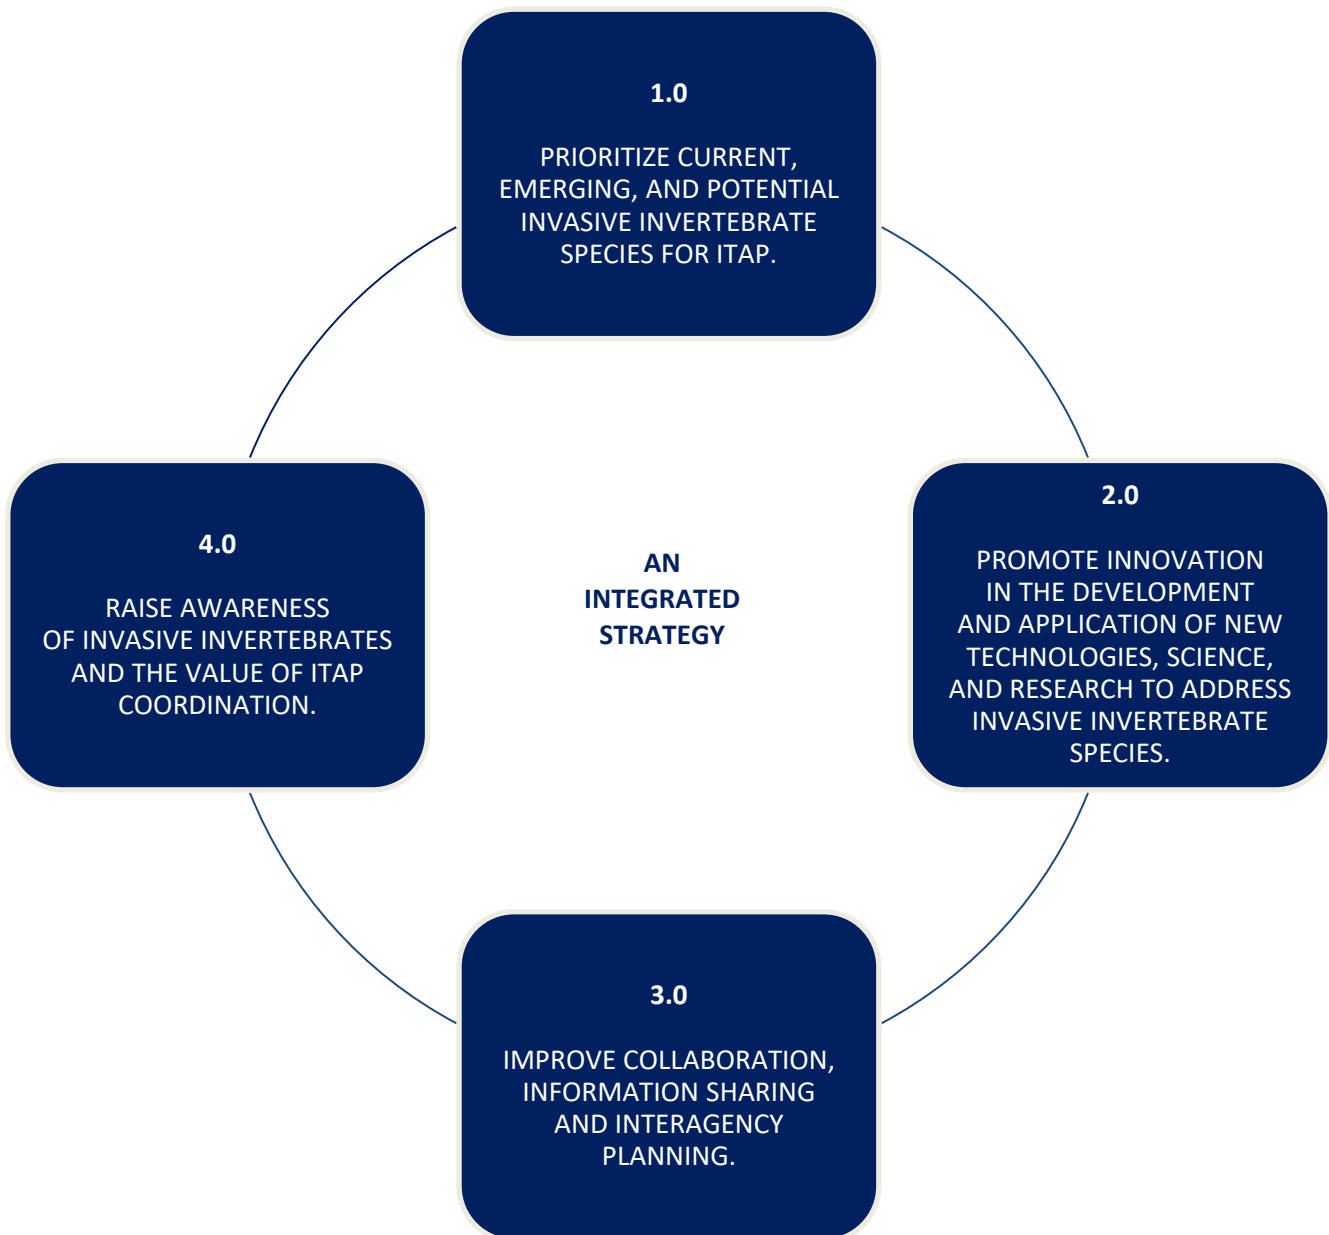 1.0
PRIORITIZE CURRENT,
EMERGING, AND POTENTIAL
INVASIVE INVERTEBRATE
SPECIES FOR ITAP.
2.0
PROMOTE INNOVATION
IN THE DEVELOPMENT
AND APPLICATION OF NEW
TECHNOLOGIES, SCIENCE,
AND RESEARCH TO ADDRESS
INVASIVE INVERTEBRATE
SPECIES.
4.0
RAISE AWARENESS
OF INVASIVE INVERTEBRATES
AND THE VALUE OF ITAP
COORDINATION.
AN
INTEGRATED
STRATEGY
3.0
IMPROVE COLLABORATION,
INFORMATION SHARING
AND INTERAGENCY
PLANNING.